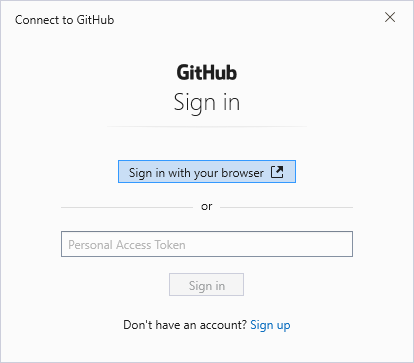 Connect to GitHub
GitHub
Sign in
Sign in with your browser
or
Personal Access Token
Sign in
Don't have an account? Sign up